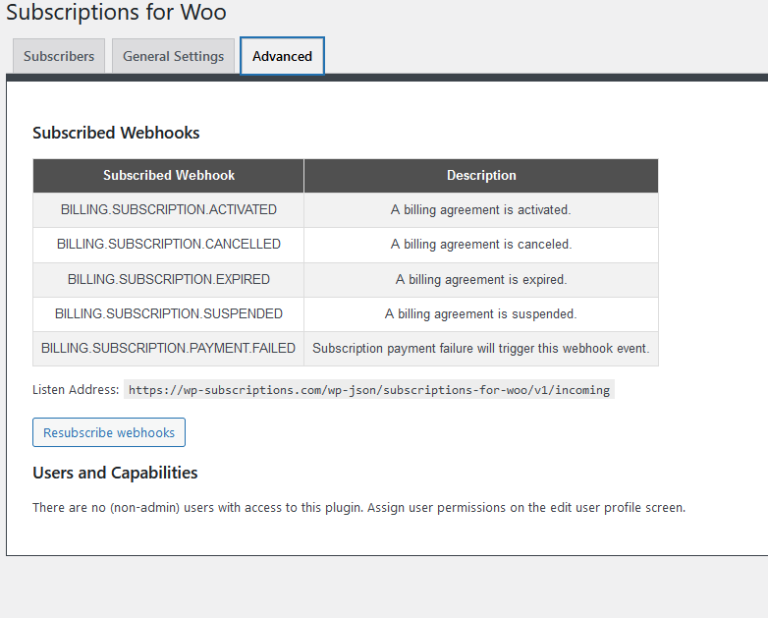 Subscriptions for Woo
Subscribers General Settings Advanced
Subscribed Webhooks
Subscribed Webhook Description
BILLING.SUBSCRIPTION.ACTIVATED A billing agreement is activated.
BILLING.SUBSCRIPTION.CANCELLED A billing agreement is canceled.
BILLING.SUBSCRIPTION.EXPIRED A billing agreement is expired.
BILLING.SUBSCRIPTION.SUSPENDED A billing agreement is suspended.
BILLING.SUBSCRIPTION.PAYMENT.FAILED Subscription payment failure will trigger this webhook event.
Listen Address: https://wp-subscriptions.com/wp-json/subscriptions-for-woo/v1/incoming
Resubscribe webhooks
Users and Capabilities
There are no (non-admin) users with access to this plugin. Assign user permissions on the edit user profile screen.